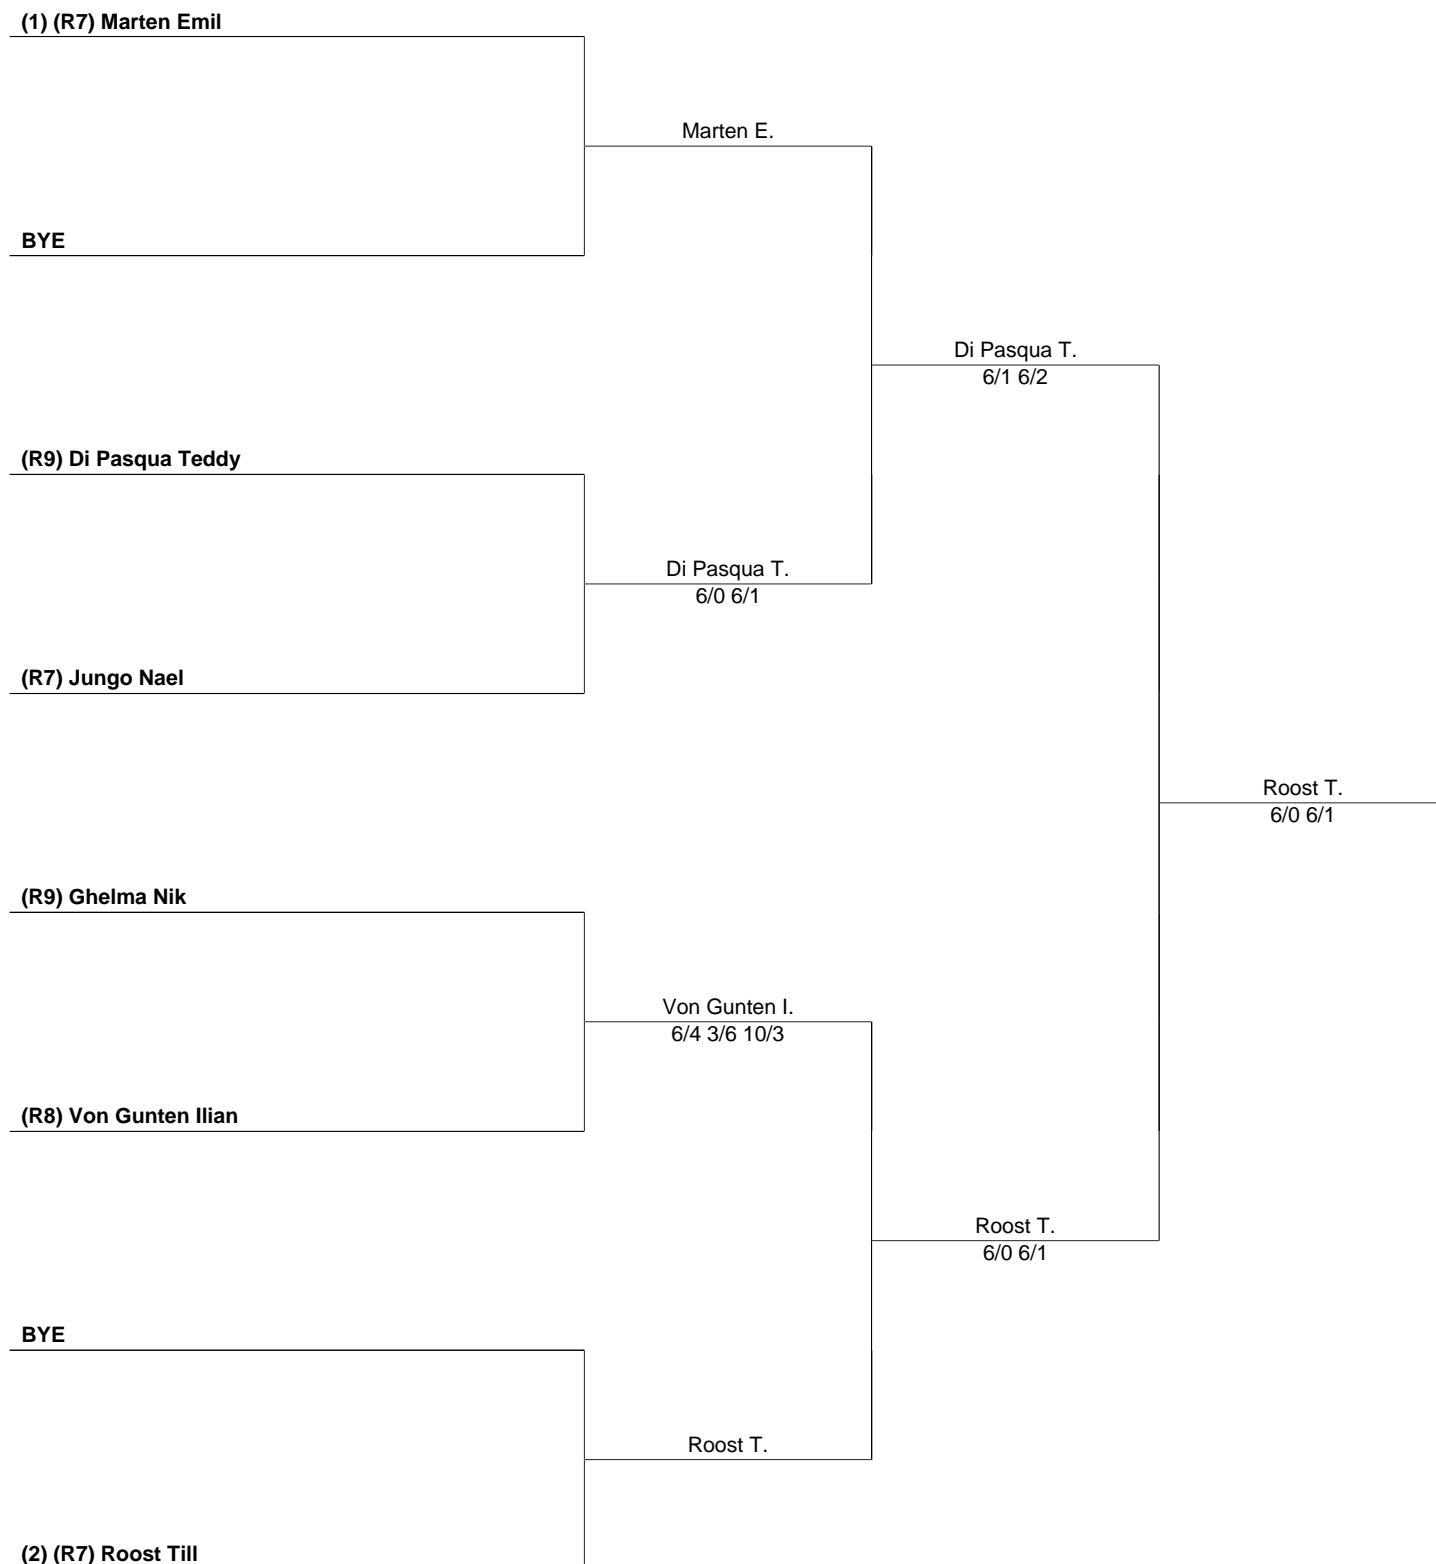 (1) (R7) Marten Emil
Marten E.
BYE
Di Pasqua T.
6/1 6/2
(R9) Di Pasqua Teddy
Di Pasqua T.
6/0 6/1
(R7) Jungo Nael
Roost T.
6/0 6/1
(R9) Ghelma Nik
Von Gunten I.
6/4 3/6 10/3
(R8) Von Gunten Ilian
Roost T.
6/0 6/1
BYE
Roost T.
(2) (R7) Roost Till